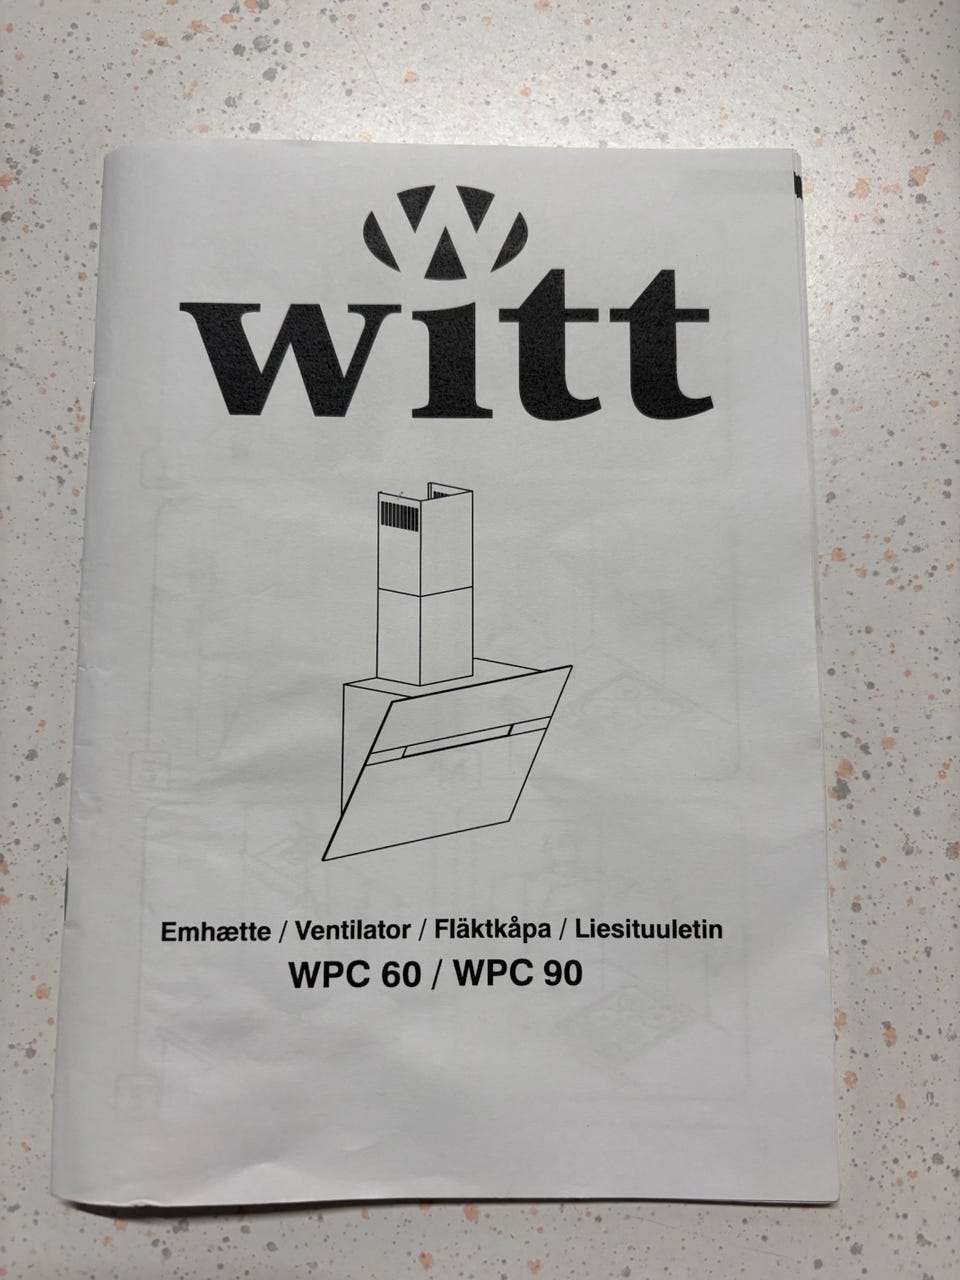 W
witt
Emhætte / Ventilator / Fläktkåpa / Liesituuletin
WPC 60 / WPC 90